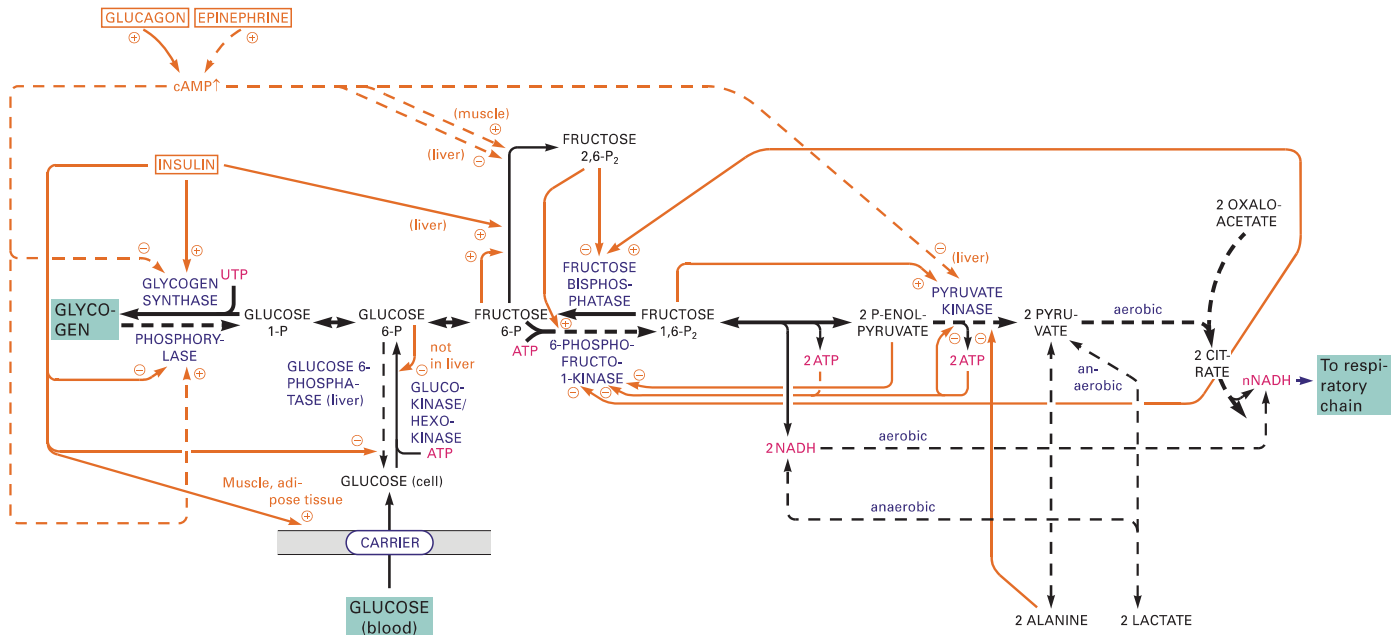 GLUCAGON
EPINEPHRINE
⊕
⊕
cAMP↑
(muscle)
⊕
(liver)
⊖
FRUCTOSE
2,6-P₂
INSULIN
(liver)
⊕
⊕
⊖
⊕
⊖
⊕
⊖
(liver)
⊕
2 OXALO-
ACETATE
GLYCOGEN
SYNTHASE
UTP
FRUCTOSE
BISPHOS-
PHATASE
PYRUVATE
KINASE
GLYCO-
GEN
GLUCOSE
1-P
GLUCOSE
6-P
FRUCTOSE
6-P
ATP
⊕
FRUCTOSE
1,6-P₂
2 P-ENOL-
PYRUVATE
2 PYRU-
VATE
aerobic
PHOSPHORY-
LASE
⊖
⊕
not
in liver
⊖
6-PHOSPHO-
FRUCTO-
1-KINASE
⊖
⊖
⊖
2 ATP
⊖
⊖
2 ATP
2 CIT-
RATE
an-
aerobic
nNADH
To respi-
ratory
chain
GLUCOSE 6-
PHOSPHA-
TASE (liver)
GLUCO-
KINASE/
HEXO-
KINASE
ATP
⊖
2 NADH
aerobic
GLUCOSE (cell)
Muscle, adi-
pose tissue
⊕
anaerobic
CARRIER
GLUCOSE
(blood)
2 ALANINE
2 LACTATE